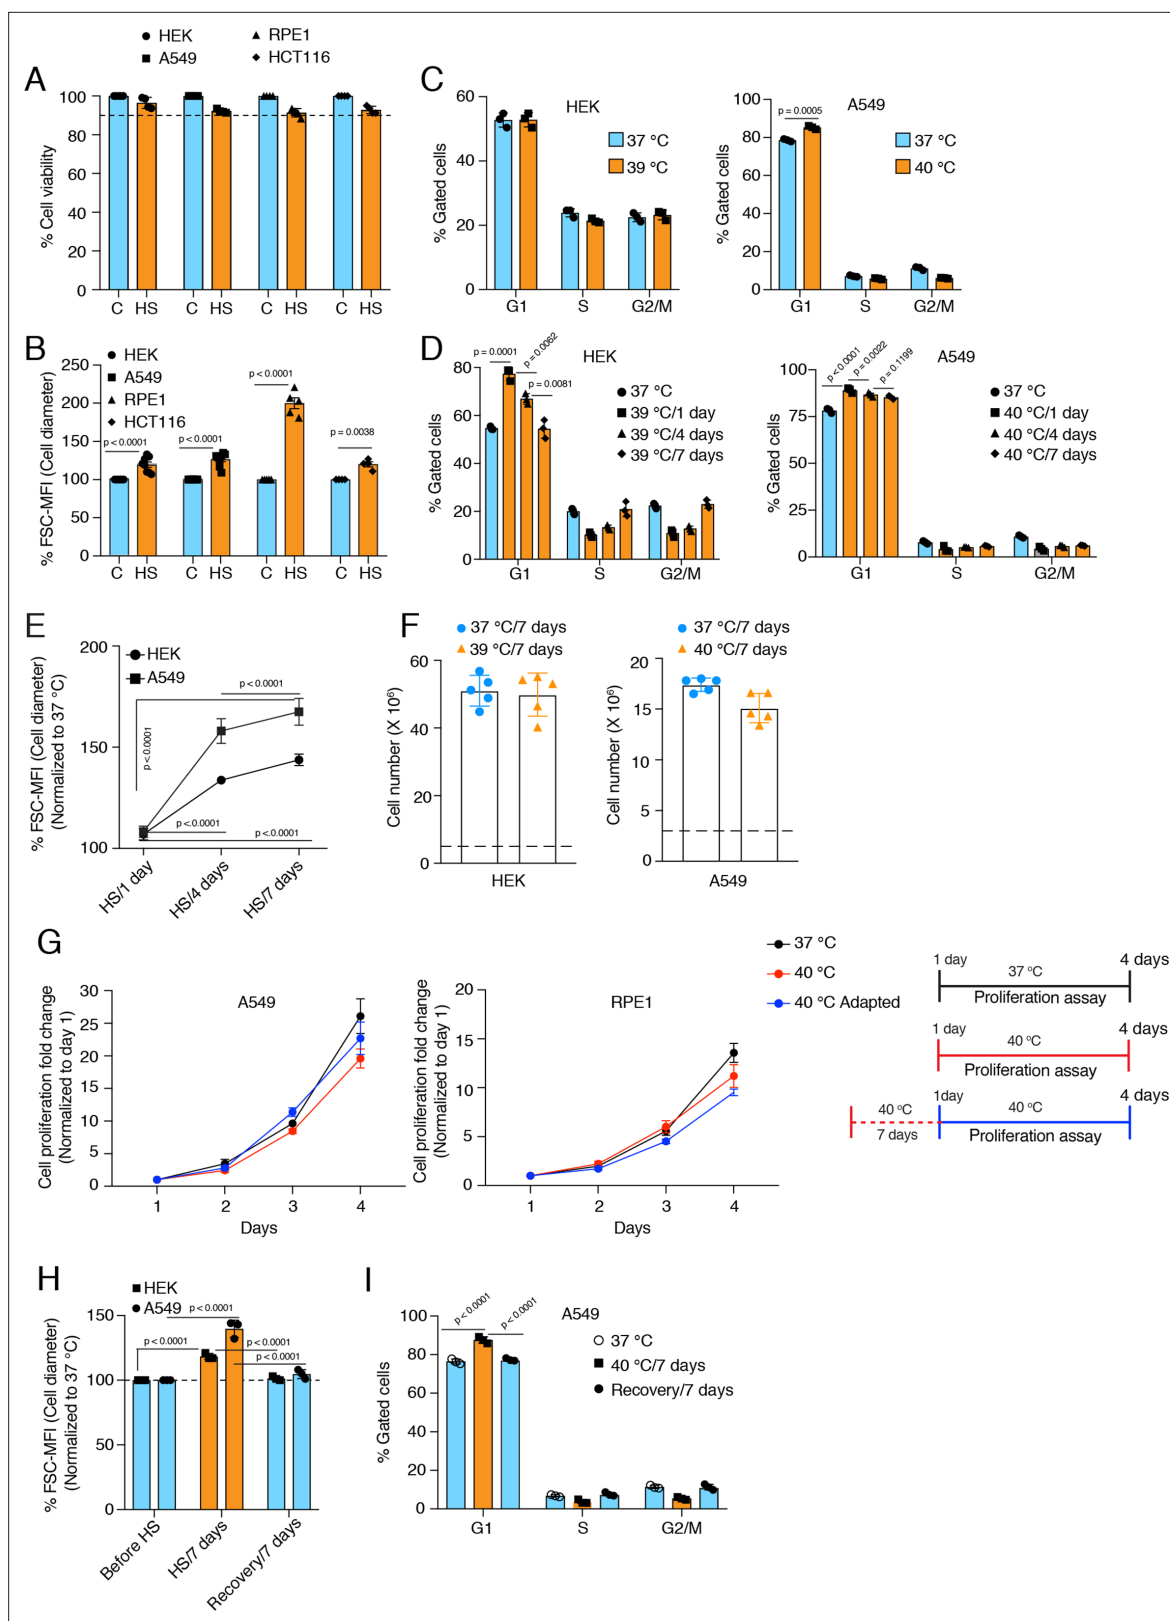 HEK
RPE1
A549
HCT116
A
% Cell viability
100
80
60
40
20
0
C HS C HS C HS C HS
C
% Gated cells
60
40
20
0
HEK
37 °C
39 °C
G1 S G2/M
% Gated cells
100
80
60
40
20
0
p = 0.0005
A549
37 °C
40 °C
G1 S G2/M
B
HEK
A549
RPE1
HCT116
% FSC-MFI (Cell diameter)
250
200
150
100
50
0
p < 0.0001
p < 0.0001
p < 0.0001
p = 0.0038
C HS C HS C HS C HS
D
% Gated cells
80
60
40
20
0
HEK
p = 0.0001
p = 0.0062
p = 0.0081
37 °C
39 °C/1 day
39 °C/4 days
39 °C/7 days
G1 S G2/M
% Gated cells
100
75
50
25
0
p < 0.0001
p = 0.0022
p = 0.1199
A549
37 °C
40 °C/1 day
40 °C/4 days
40 °C/7 days
G1 S G2/M
E
% FSC-MFI (Cell diameter)
(Normalized to 37 °C)
200
150
100
HEK
A549
p < 0.0001
p < 0.0001
p < 0.0001
p < 0.0001
HS/1 day
HS/4 days
HS/7 days
F
37 °C/7 days
39 °C/7 days
Cell number (X 10⁶)
60
40
20
0
HEK
37 °C/7 days
40 °C/7 days
Cell number (X 10⁶)
20
15
10
5
0
A549
G
Cell proliferation fold change
(Normalized to day 1)
30
25
20
15
10
5
0
A549
1 2 3 4
Days
Cell proliferation fold change
(Normalized to day 1)
20
15
10
5
0
RPE1
1 2 3 4
Days
37 °C
40 °C
40 °C Adapted
1 day 37 °C 4 days
Proliferation assay
1 day 40 °C 4 days
Proliferation assay
40 °C 1day 40 °C 4 days
7 days Proliferation assay
H
HEK
A549
% FSC-MFI (Cell diameter)
(Normalized to 37 °C)
150
100
50
0
p < 0.0001
p < 0.0001
p < 0.0001
p < 0.0001
Before HS
HS/7 days
Recovery/7 days
I
% Gated cells
100
80
60
40
20
0
p < 0.0001
p < 0.0001
A549
37 °C
40 °C/7 days
Recovery/7 days
G1 S G2/M